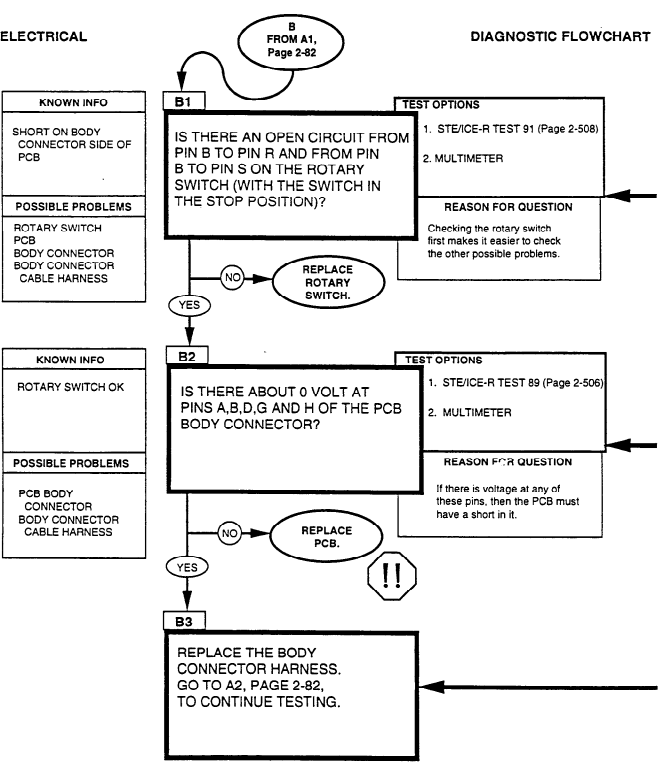 ELECTRICAL
B
FROM A1,
Page 2-82
DIAGNOSTIC FLOWCHART
KNOWN INFO
SHORT ON BODY
CONNECTOR SIDE OF
PCB
POSSIBLE PROBLEMS
ROTARY SWITCH
PCB
BODY CONNECTOR
BODY CONNECTOR
CABLE HARNESS
B1
IS THERE AN OPEN CIRCUIT FROM
PIN B TO PIN R AND FROM PIN
B TO PIN S ON THE ROTARY
SWITCH (WITH THE SWITCH IN
THE STOP POSITION)?
TEST OPTIONS
1. STE/ICE-R TEST 91 (Page 2-508)
2. MULTIMETER
REASON FOR QUESTION
Checking the rotary switch
first makes it easier to check
the other possible problems.
NO
REPLACE
ROTARY
SWITCH.
YES
KNOWN INFO
ROTARY SWITCH OK
POSSIBLE PROBLEMS
PCB BODY
CONNECTOR
BODY CONNECTOR
CABLE HARNESS
B2
IS THERE ABOUT 0 VOLT AT
PINS A,B,D,G AND H OF THE PCB
BODY CONNECTOR?
TEST OPTIONS
1. STE/ICE-R TEST 89 (Page 2-506)
2. MULTIMETER
REASON FOR QUESTION
If there is voltage at any of
these pins, then the PCB must
have a short in it.
NO
REPLACE
PCB.
!!
YES
B3
REPLACE THE BODY
CONNECTOR HARNESS.
GO TO A2, PAGE 2-82,
TO CONTINUE TESTING.